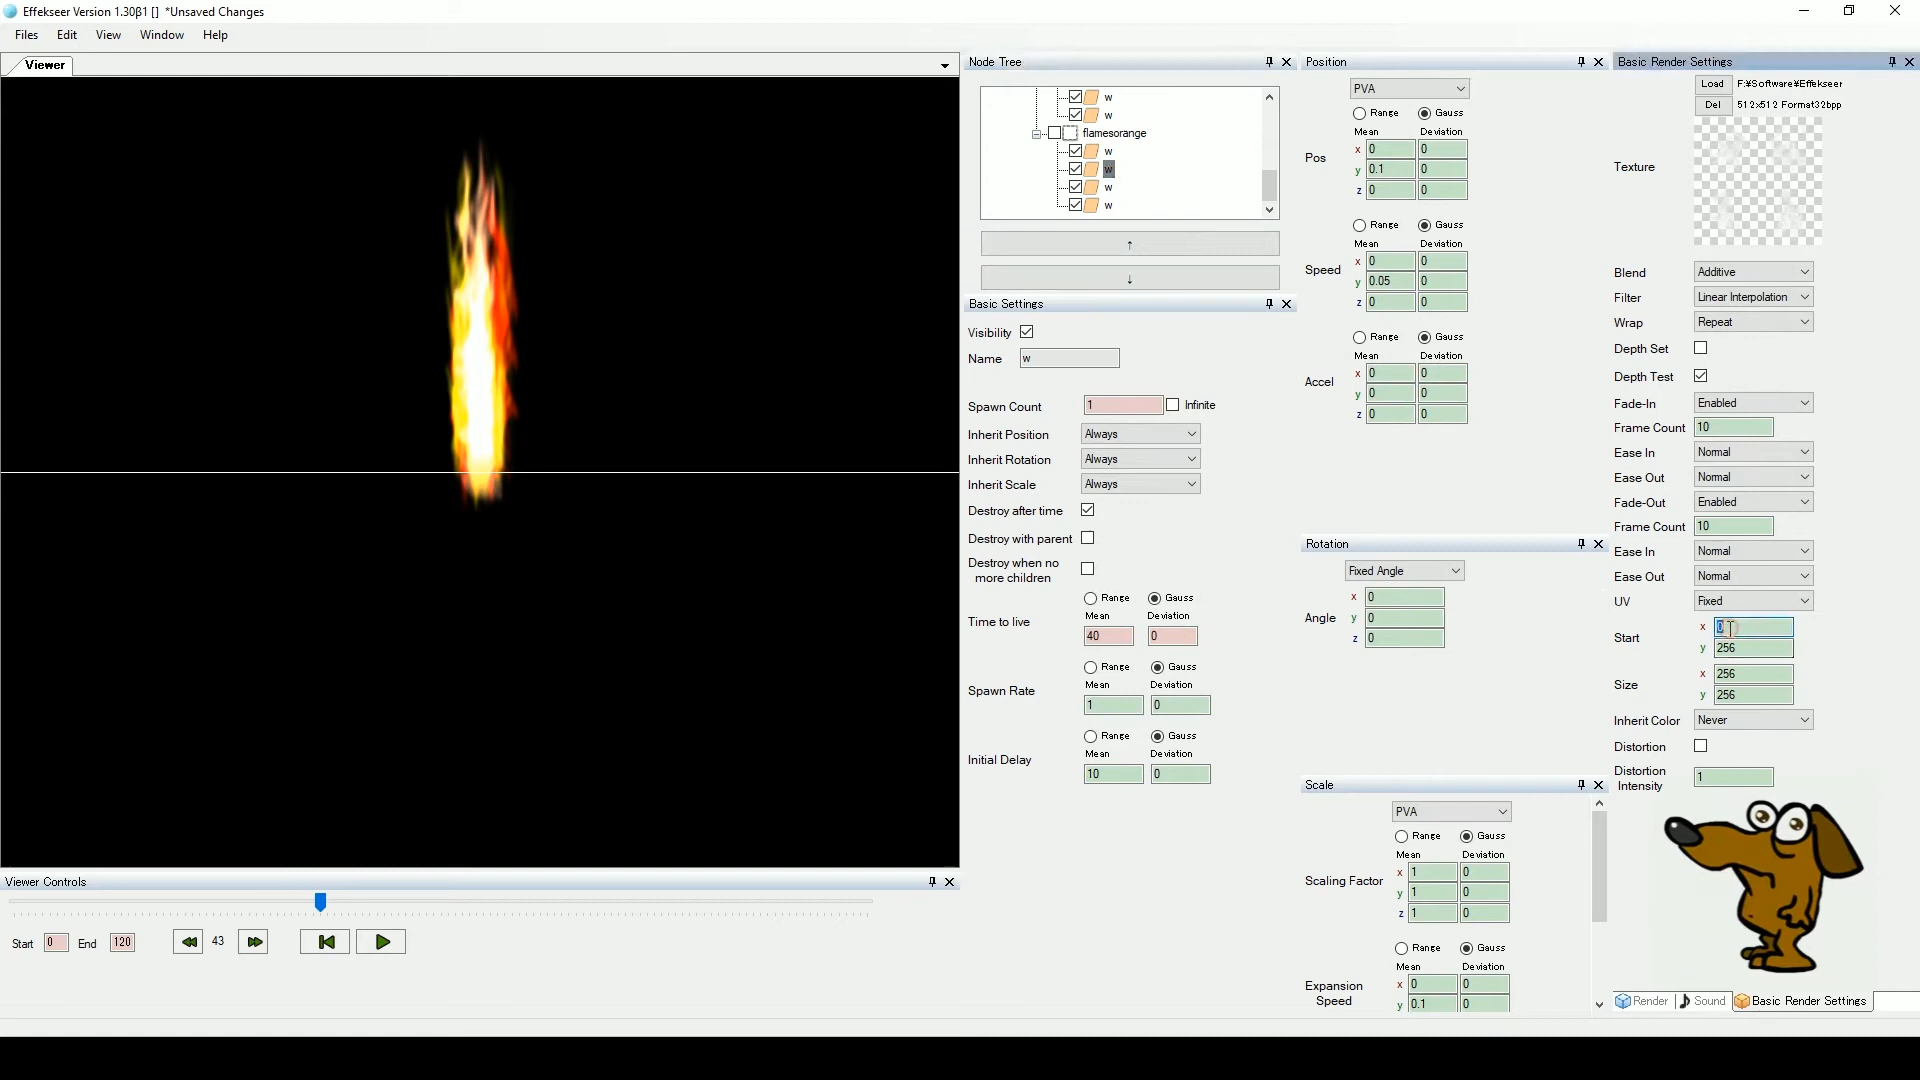 Effekseer Version 1.30β1 [] *Unsaved Changes
Files Edit View Window Help
Viewer
Node Tree
w
w
flamesorange
w
w
w
w
↑
↓
Basic Settings
Visibility
Name w
Spawn Count 1 Infinite
Inherit Position Always
Inherit Rotation Always
Inherit Scale Always
Destroy after time
Destroy with parent
Destroy when no
more children
Range Gauss
Mean Deviation
Time to live 40 0
Range Gauss
Mean Deviation
Spawn Rate 1 0
Range Gauss
Mean Deviation
Initial Delay 10 0
Position
PVA
Range Gauss
Mean Deviation
Pos
x 0 0
y 0.1 0
z 0 0
Range Gauss
Mean Deviation
Speed
x 0 0
y 0.05 0
z 0 0
Range Gauss
Mean Deviation
Accel
x 0 0
y 0 0
z 0 0
Rotation
Fixed Angle
Angle
x 0
y 0
z 0
Scale
PVA
Range Gauss
Mean Deviation
Scaling Factor
x 1 0
y 1 0
z 1 0
Range Gauss
Mean Deviation
Expansion
Speed
x 0 0
y 0.1 0
Basic Render Settings
Load F:¥Software¥Effekseer
Del 512x512 Format32bpp
Texture
Blend Additive
Filter Linear Interpolation
Wrap Repeat
Depth Set
Depth Test
Fade-In Enabled
Frame Count 10
Ease In Normal
Ease Out Normal
Fade-Out Enabled
Frame Count 10
Ease In Normal
Ease Out Normal
UV Fixed
Start
x 0
y 256
Size
x 256
y 256
Inherit Color Never
Distortion
Distortion
Intensity 1
Render Sound Basic Render Settings
Viewer Controls
Start 0 End 120 43